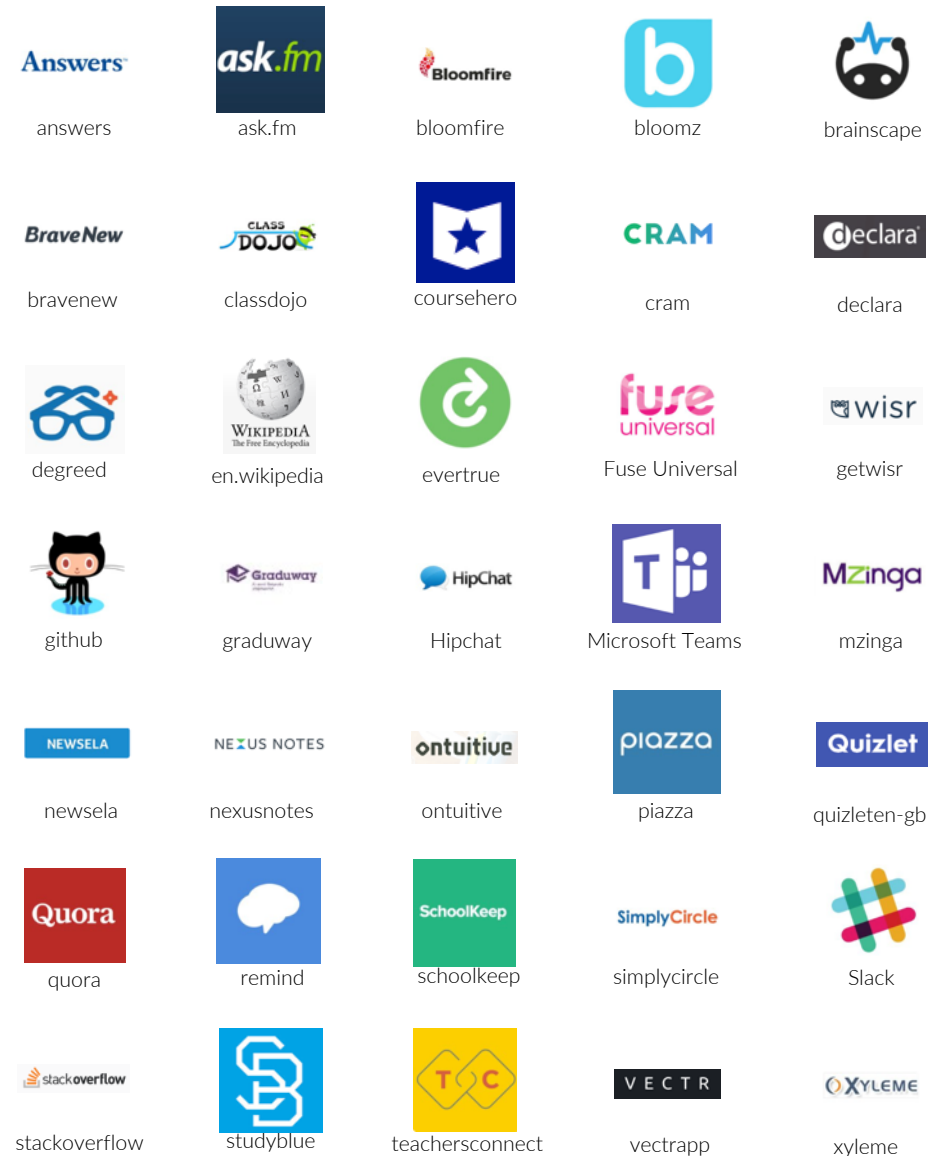 Answers™
ask.fm
Bloomfire
b
answers
ask.fm
bloomfire
bloomz
brainscape
BraveNew
CLASS
DOJO
CRAM
declara
bravenew
classdojo
coursehero
cram
declara
WIKIPEDIA
The Free Encyclopedia
fuse
universal
wisr
degreed
en.wikipedia
evertrue
Fuse Universal
getwisr
Graduway
HipChat
T
Mzinga
github
graduway
Hipchat
Microsoft Teams
mzinga
NEWSELA
NEXUS NOTES
ontuitive
piazza
Quizlet
newsela
nexusnotes
ontuitive
piazza
quizleten-gb
Quora
SchoolKeep
SimplyCircle
quora
remind
schoolkeep
simplycircle
Slack
stackoverflow
SB
T C
VECTR
XYLEME
stackoverflow
studyblue
teachersconnect
vectrapp
xyleme